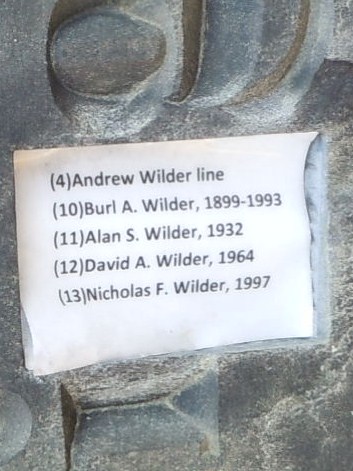 (4)Andrew Wilder line
(10)Burl A. Wilder, 1899-1993
(11)Alan S. Wilder, 1932
(12)David A. Wilder, 1964
(13)Nicholas F. Wilder, 1997